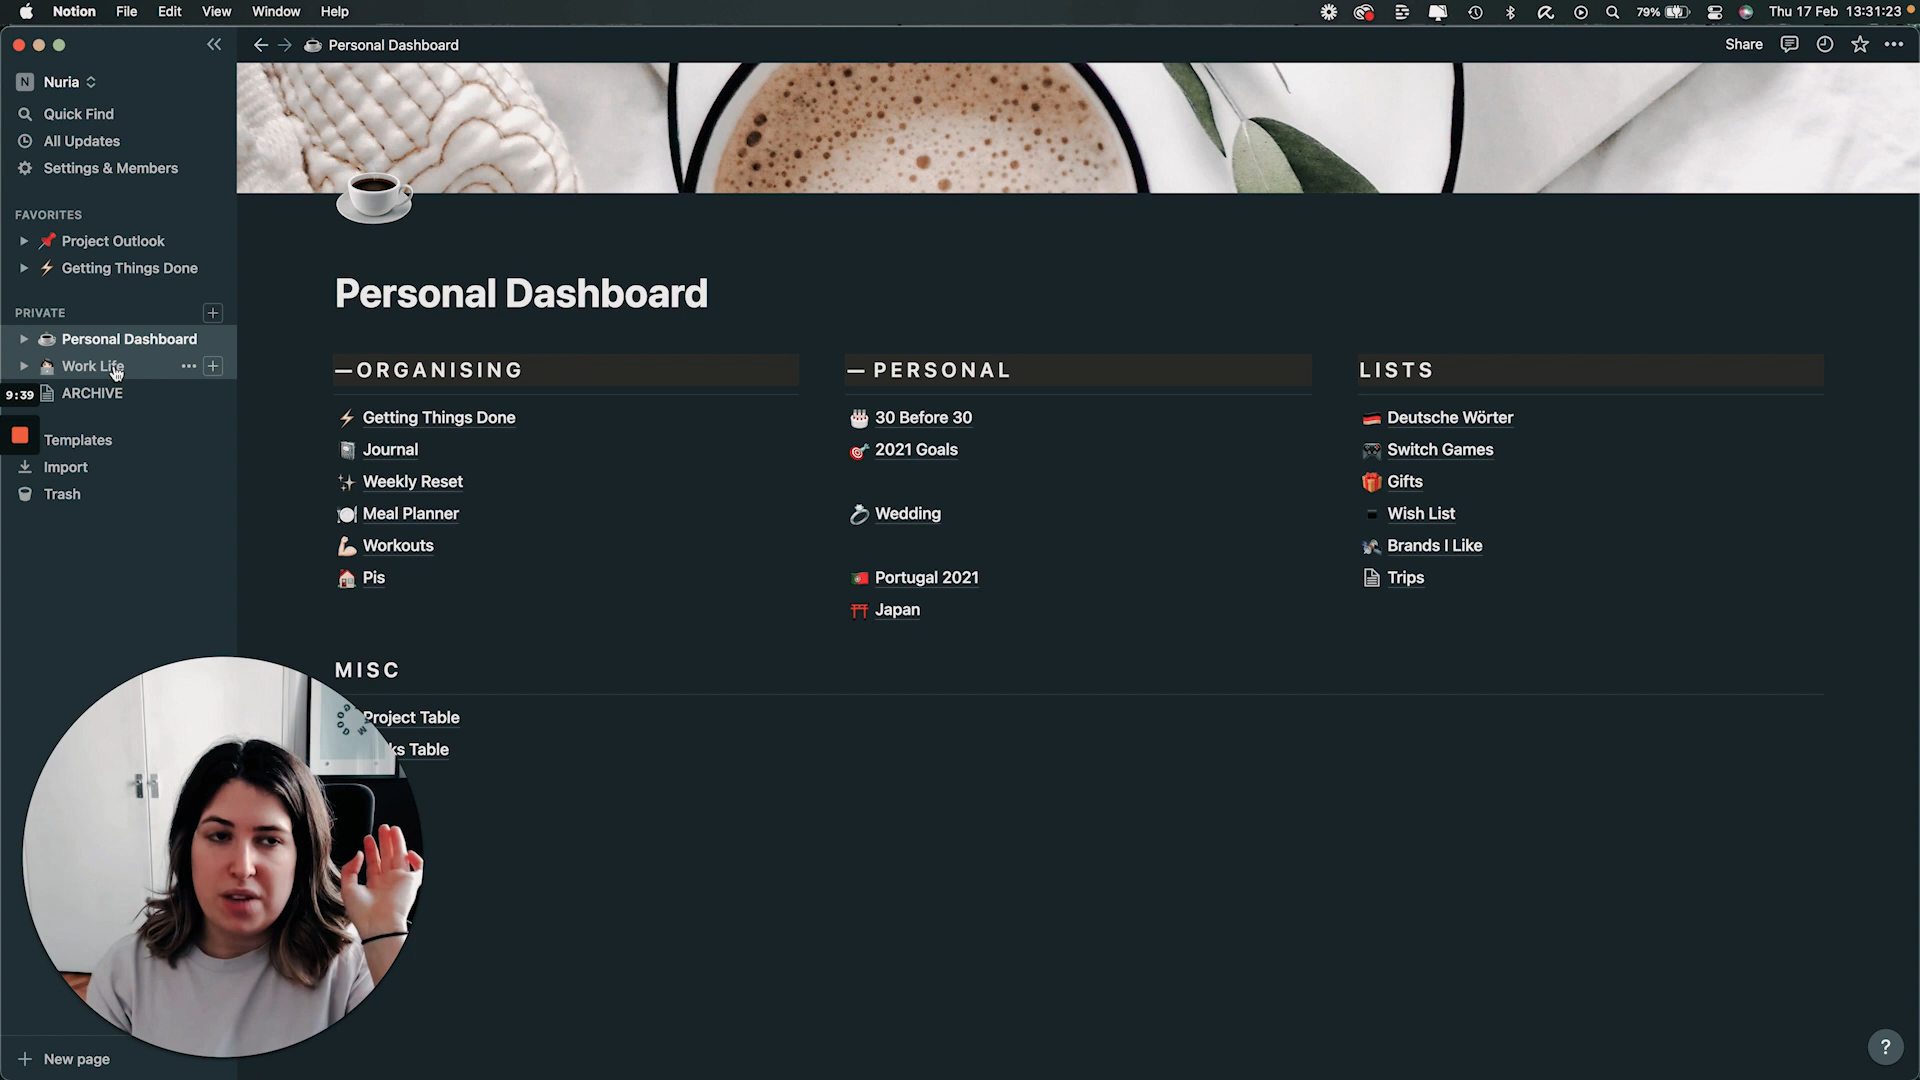 Notion File Edit View Window Help
79% Thu 17 Feb 13:31:23
Personal Dashboard
Share
N Nuria
Quick Find
All Updates
Settings & Members
FAVORITES
Project Outlook
Getting Things Done
PRIVATE
Personal Dashboard
Work Life
ARCHIVE
9:39
Templates
Import
Trash
New page
Personal Dashboard
—ORGANISING
Getting Things Done
Journal
Weekly Reset
Meal Planner
Workouts
Pis
— PERSONAL
30 Before 30
2021 Goals
Wedding
Portugal 2021
Japan
LISTS
Deutsche Wörter
Switch Games
Gifts
Wish List
Brands I Like
Trips
MISC
Project Table
Table
?